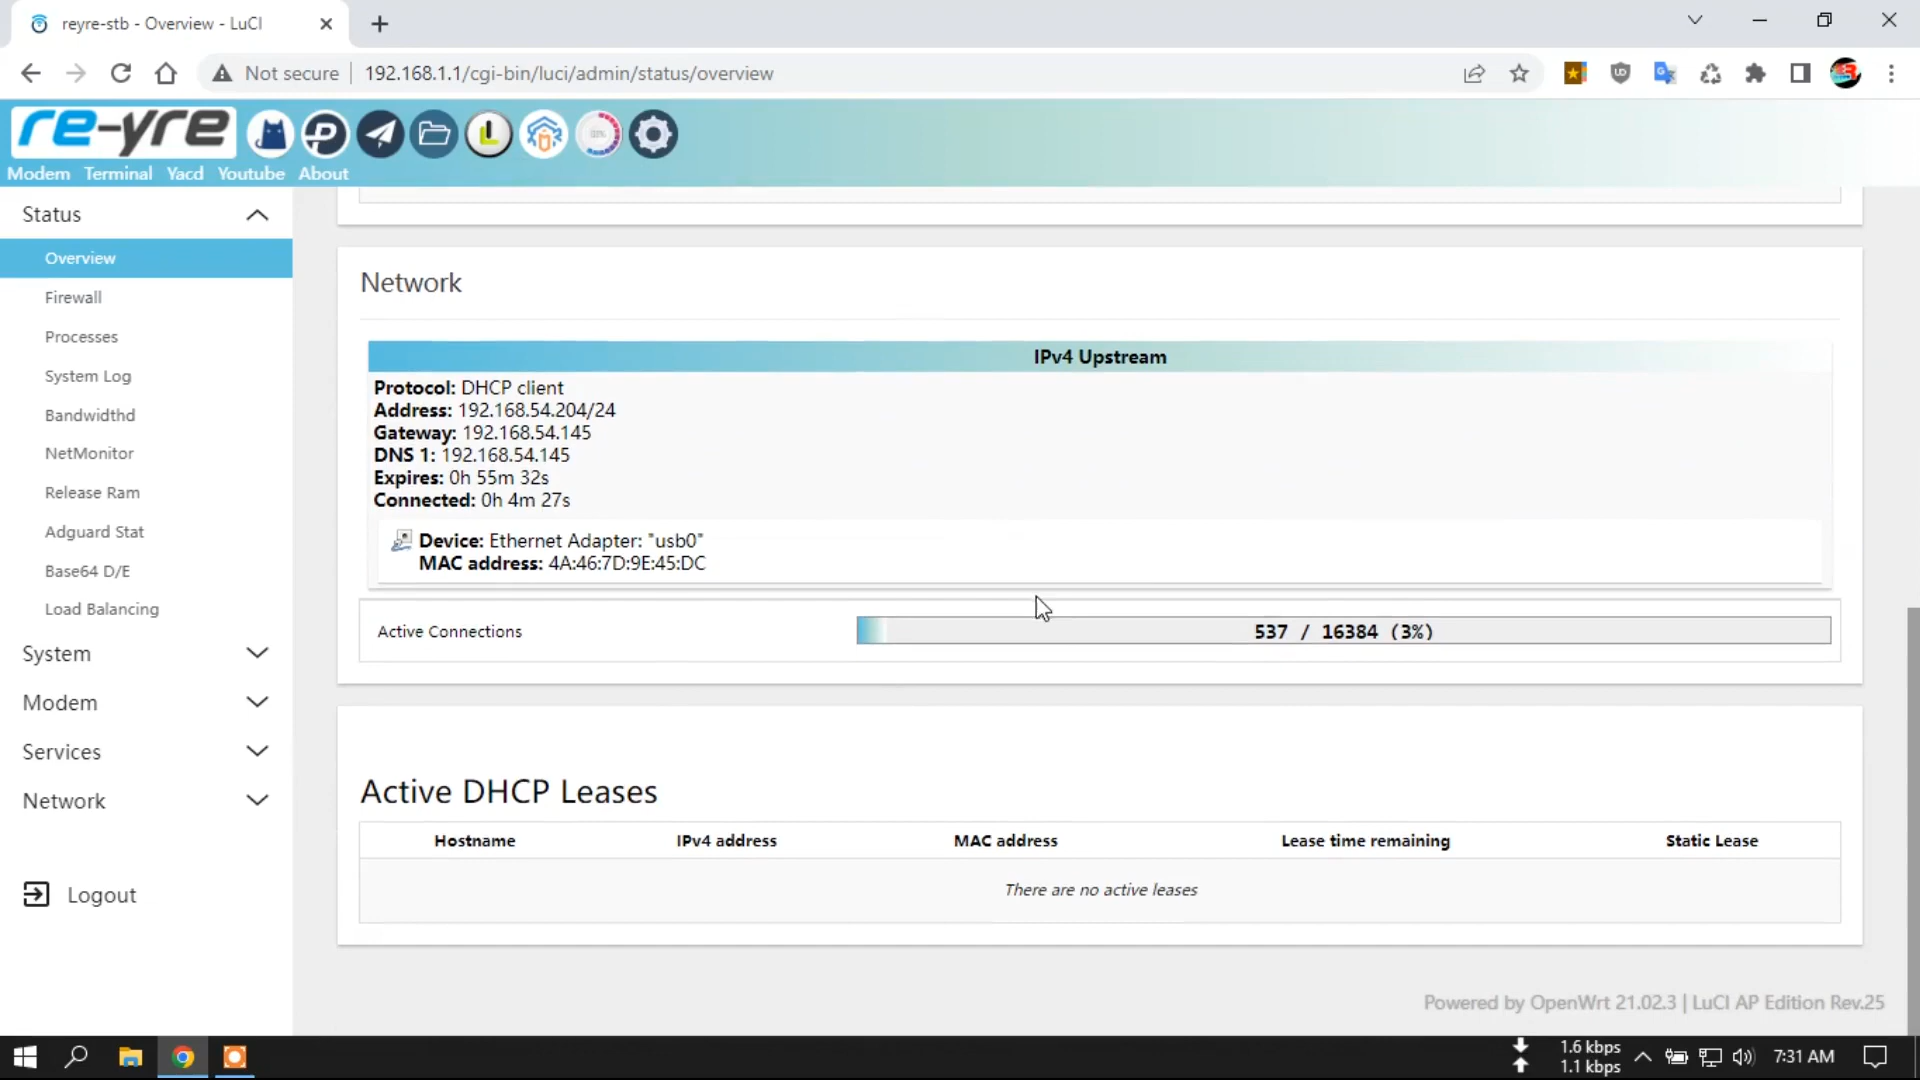 reyre-stb - Overview - LuCI
Not secure
192.168.1.1/cgi-bin/luci/admin/status/overview
re-yre
Modem Terminal Yacd Youtube About
Status
Overview
Firewall
Processes
System Log
Bandwidthd
NetMonitor
Release Ram
Adguard Stat
Base64 D/E
Load Balancing
System
Modem
Services
Network
Logout
Network
IPv4 Upstream
Protocol: DHCP client
Address: 192.168.54.204/24
Gateway: 192.168.54.145
DNS 1: 192.168.54.145
Expires: 0h 55m 32s
Connected: 0h 4m 27s
Device: Ethernet Adapter: "usb0"
MAC address: 4A:46:7D:9E:45:DC
Active Connections
537 / 16384 (3%)
Active DHCP Leases
Hostname IPv4 address MAC address Lease time remaining Static Lease
There are no active leases
Powered by OpenWrt 21.02.3 | LuCI AP Edition Rev.25
1.6 kbps
1.1 kbps
7:31 AM